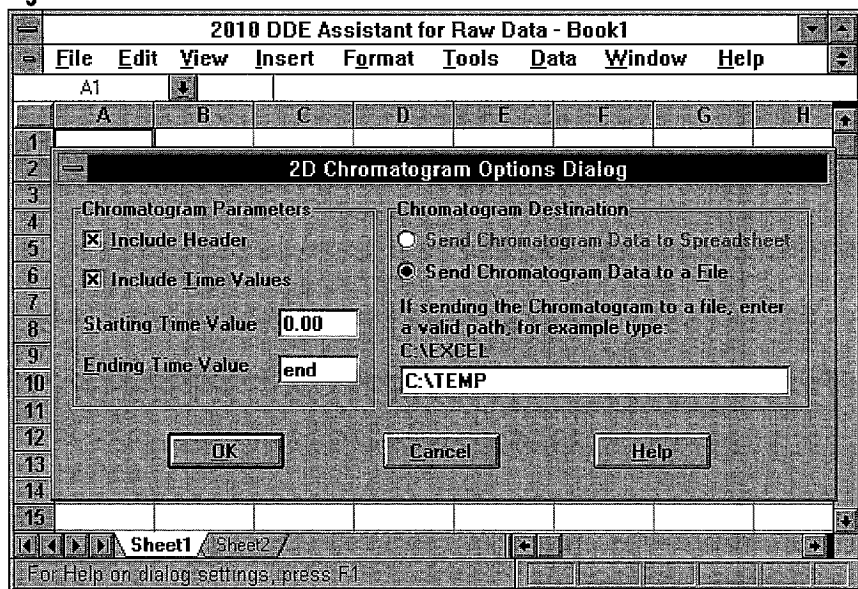 2010 DDE Assistant for Raw Data - Book1
File Edit View Insert Format Tools Data Window Help
A1
A B C D E F G H
1
2
3
4
5
6
7
8
9
10
11
12
13
14
15
2D Chromatogram Options Dialog
Chromatogram Parameters
Include Header
Include Time Values
Starting Time Value 0.00
Ending Time Value end
Chromatogram Destination
Send Chromatogram Data to Spreadsheet
Send Chromatogram Data to a File
If sending the Chromatogram to a file, enter
a valid path, for example type:
C:\EXCEL
C:\TEMP
OK Cancel Help
Sheet1 Sheet2
For Help on dialog settings, press F1